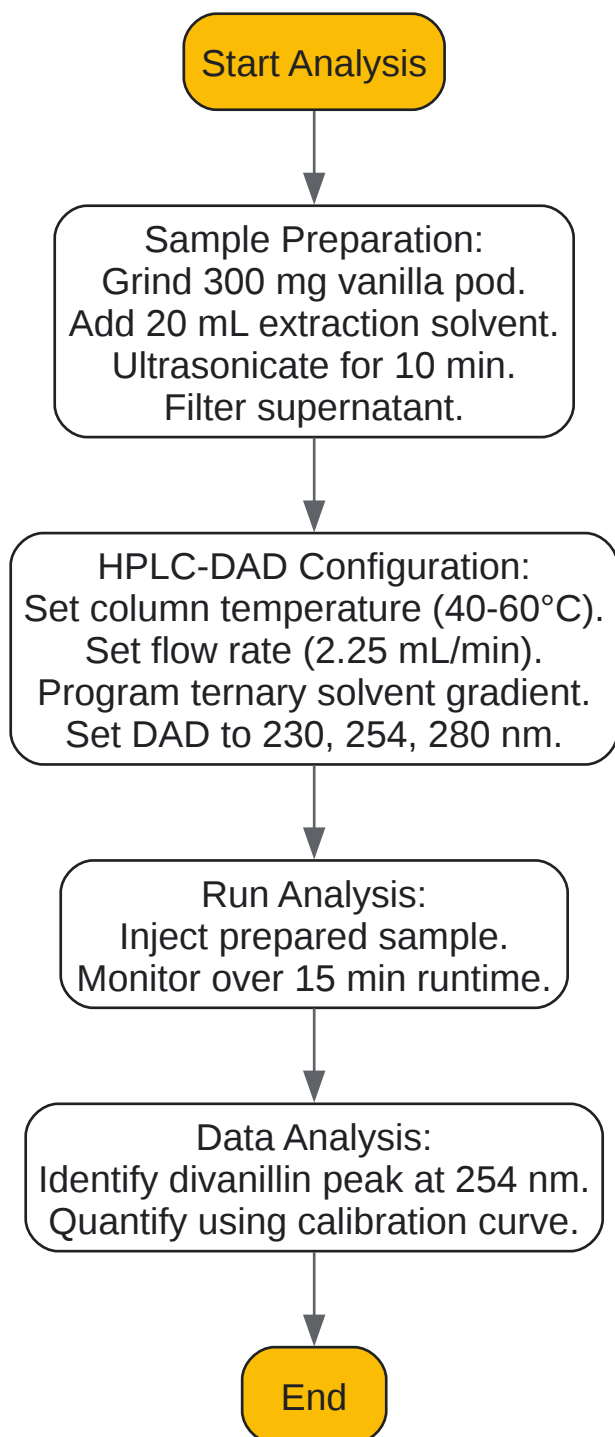 Start Analysis
Sample Preparation:
Grind 300 mg vanilla pod.
Add 20 mL extraction solvent.
Ultrasonicate for 10 min.
Filter supernatant.
HPLC-DAD Configuration:
Set column temperature (40-60°C).
Set flow rate (2.25 mL/min).
Program ternary solvent gradient.
Set DAD to 230, 254, 280 nm.
Run Analysis:
Inject prepared sample.
Monitor over 15 min runtime.
Data Analysis:
Identify divanillin peak at 254 nm.
Quantify using calibration curve.
End